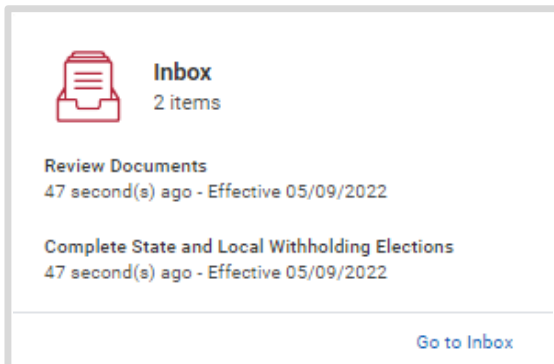 Inbox
2 items
Review Documents
47 second(s) ago - Effective 05/09/2022
Complete State and Local Withholding Elections
47 second(s) ago - Effective 05/09/2022
Go to Inbox